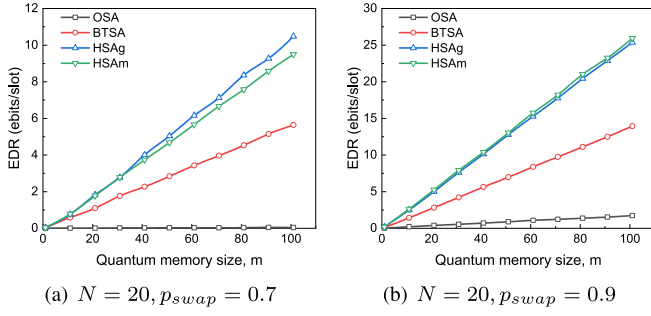 OSA
BTSA
HSAg
HSAm
12
10
8
6
4
2
0
EDR (ebits/slot)
0 20 40 60 80 100
Quantum memory size, m
(a) N = 20, p_swap = 0.7
OSA
BTSA
HSAg
HSAm
30
25
20
15
10
5
0
EDR (ebits/slot)
0 20 40 60 80 100
Quantum memory size, m
(b) N = 20, p_swap = 0.9